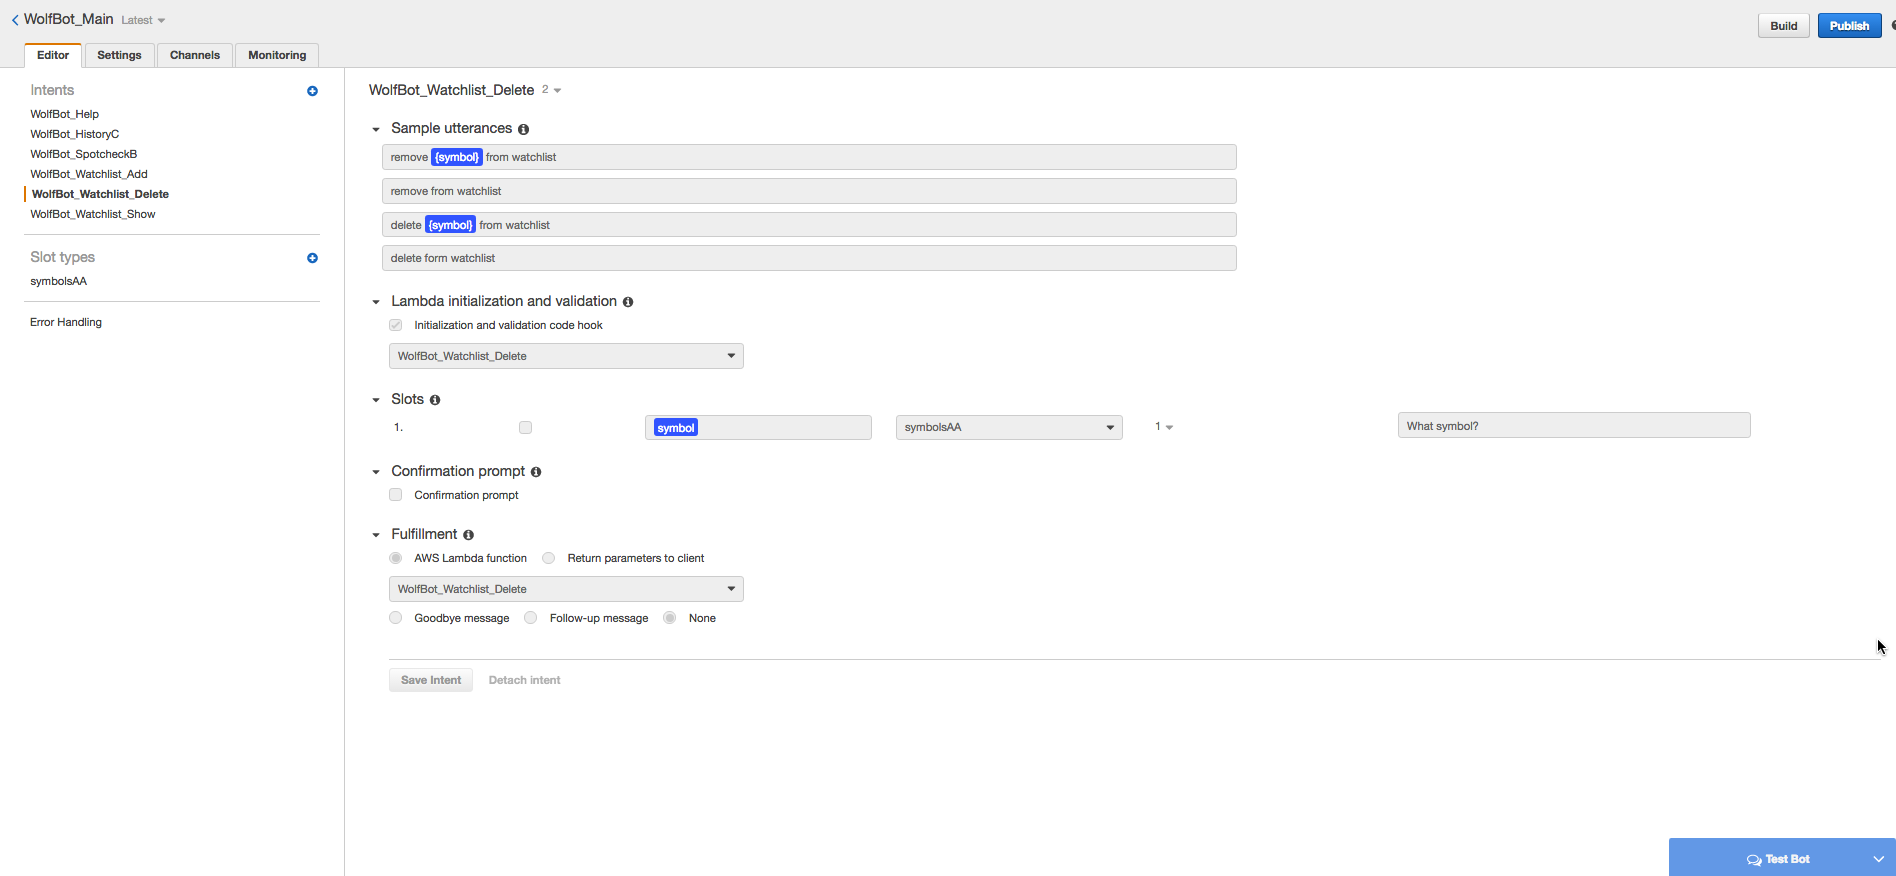 WolfBot_Main Latest
Build Publish
Editor Settings Channels Monitoring
Intents
WolfBot_Help
WolfBot_HistoryC
WolfBot_SpotcheckB
WolfBot_Watchlist_Add
WolfBot_Watchlist_Delete
WolfBot_Watchlist_Show
Slot types
symbolsAA
Error Handling
WolfBot_Watchlist_Delete 2
Sample utterances
remove {symbol} from watchlist
remove from watchlist
delete {symbol} from watchlist
delete form watchlist
Lambda initialization and validation
Initialization and validation code hook
WolfBot_Watchlist_Delete
Slots
1. symbol symbolsAA 1 What symbol?
Confirmation prompt
Confirmation prompt
Fulfillment
AWS Lambda function Return parameters to client
WolfBot_Watchlist_Delete
Goodbye message Follow-up message None
Save Intent Detach intent
Test Bot